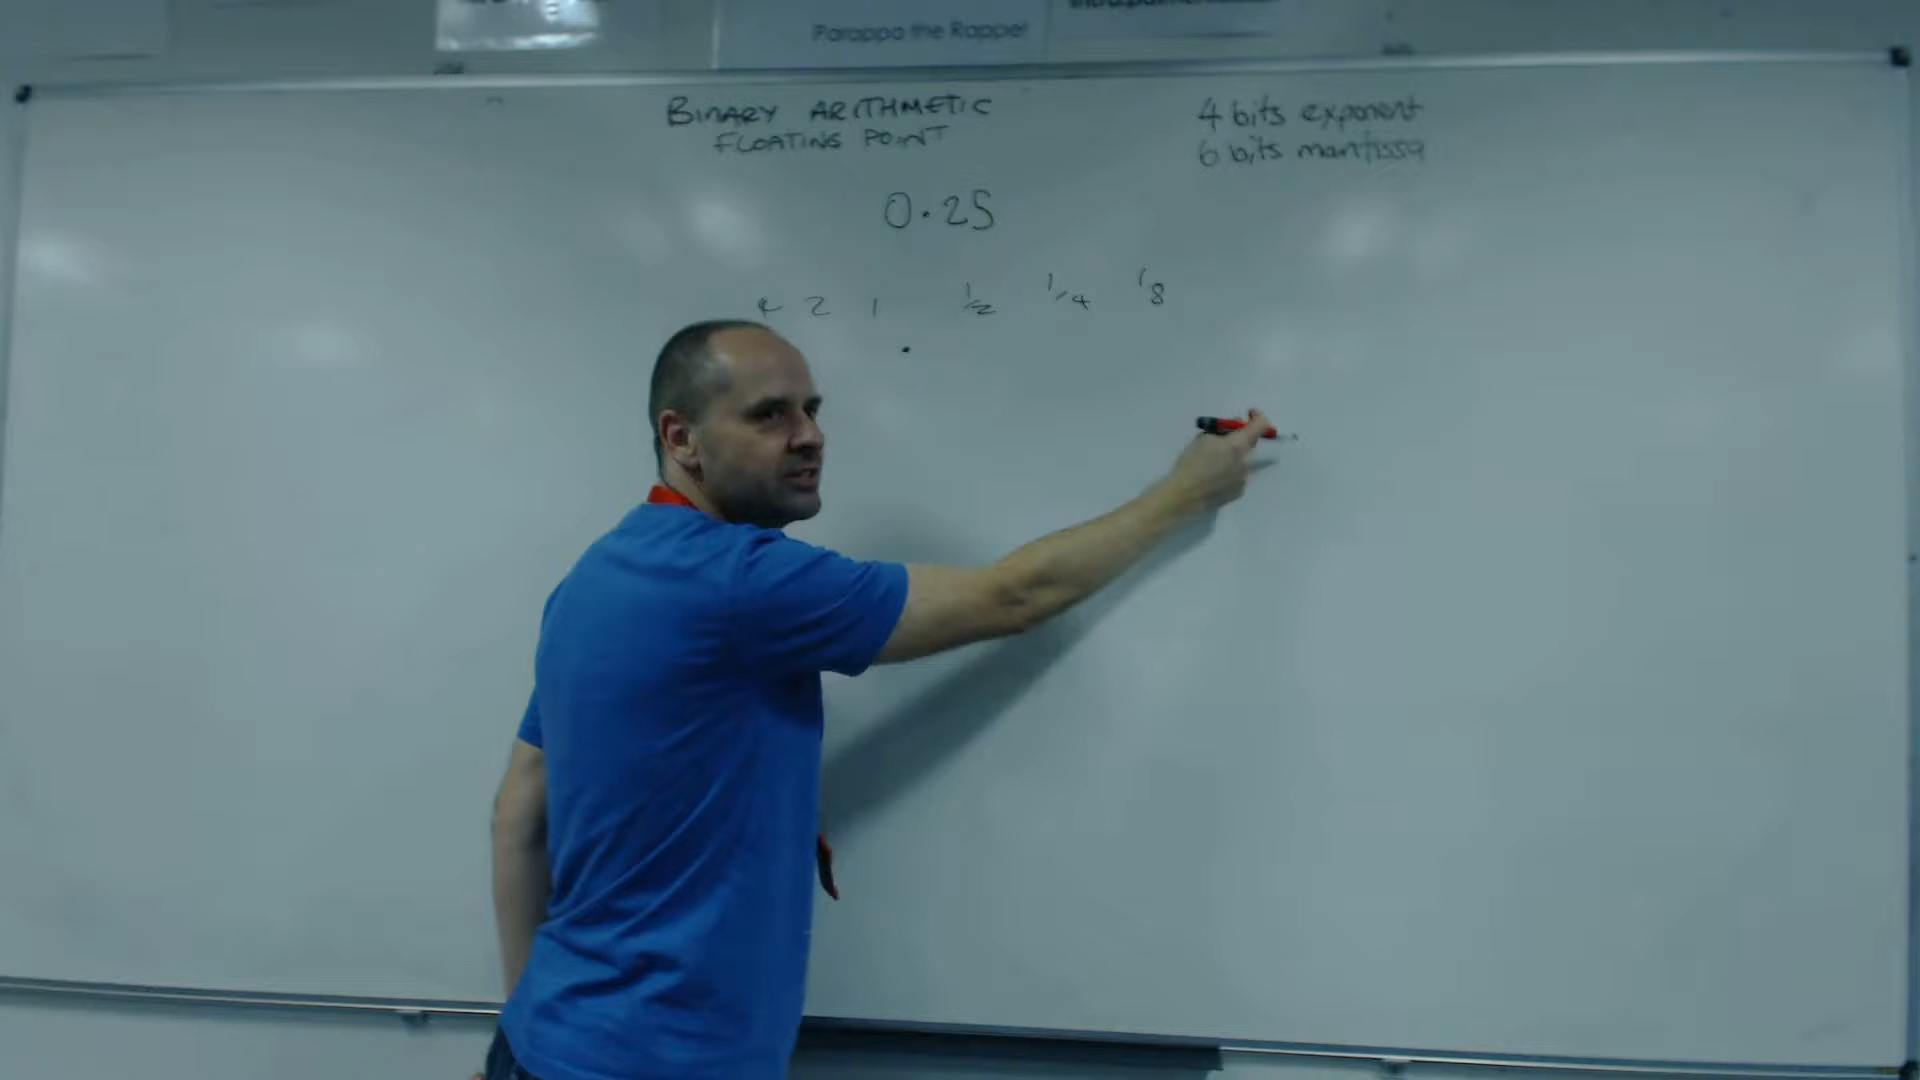 Parappa the Rapper
BINARY ARITHMETIC
FLOATING POINT
4 bits exponent
6 bits mantissa
0.25
4 2 1 1/2 1/4 1/8
.